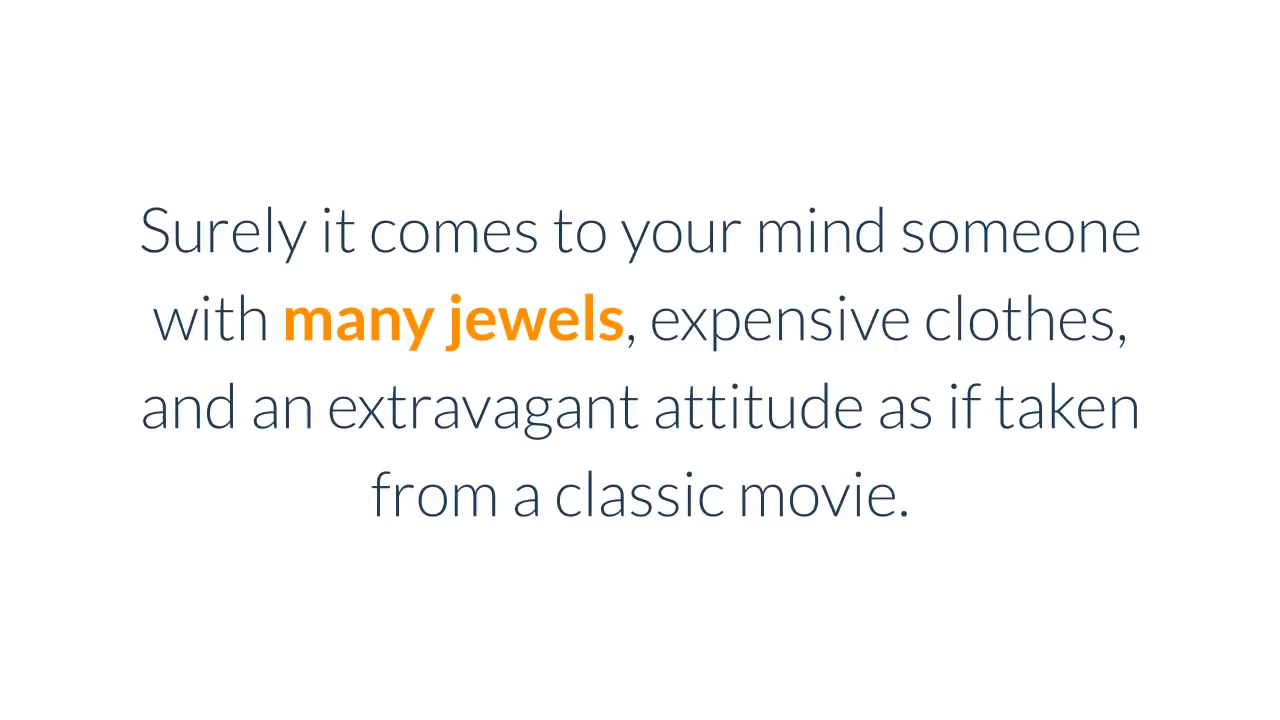 Surely it comes to your mind someone
with many jewels, expensive clothes,
and an extravagant attitude as if taken
from a classic movie.